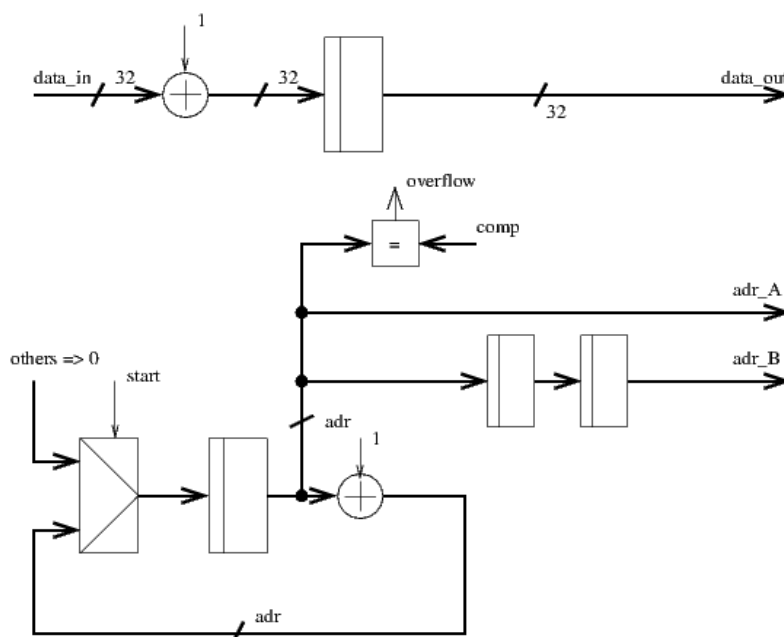 1
data_in
32
32
32
data_out
overflow
=
comp
adr_A
others => 0
start
adr_B
adr
1
adr